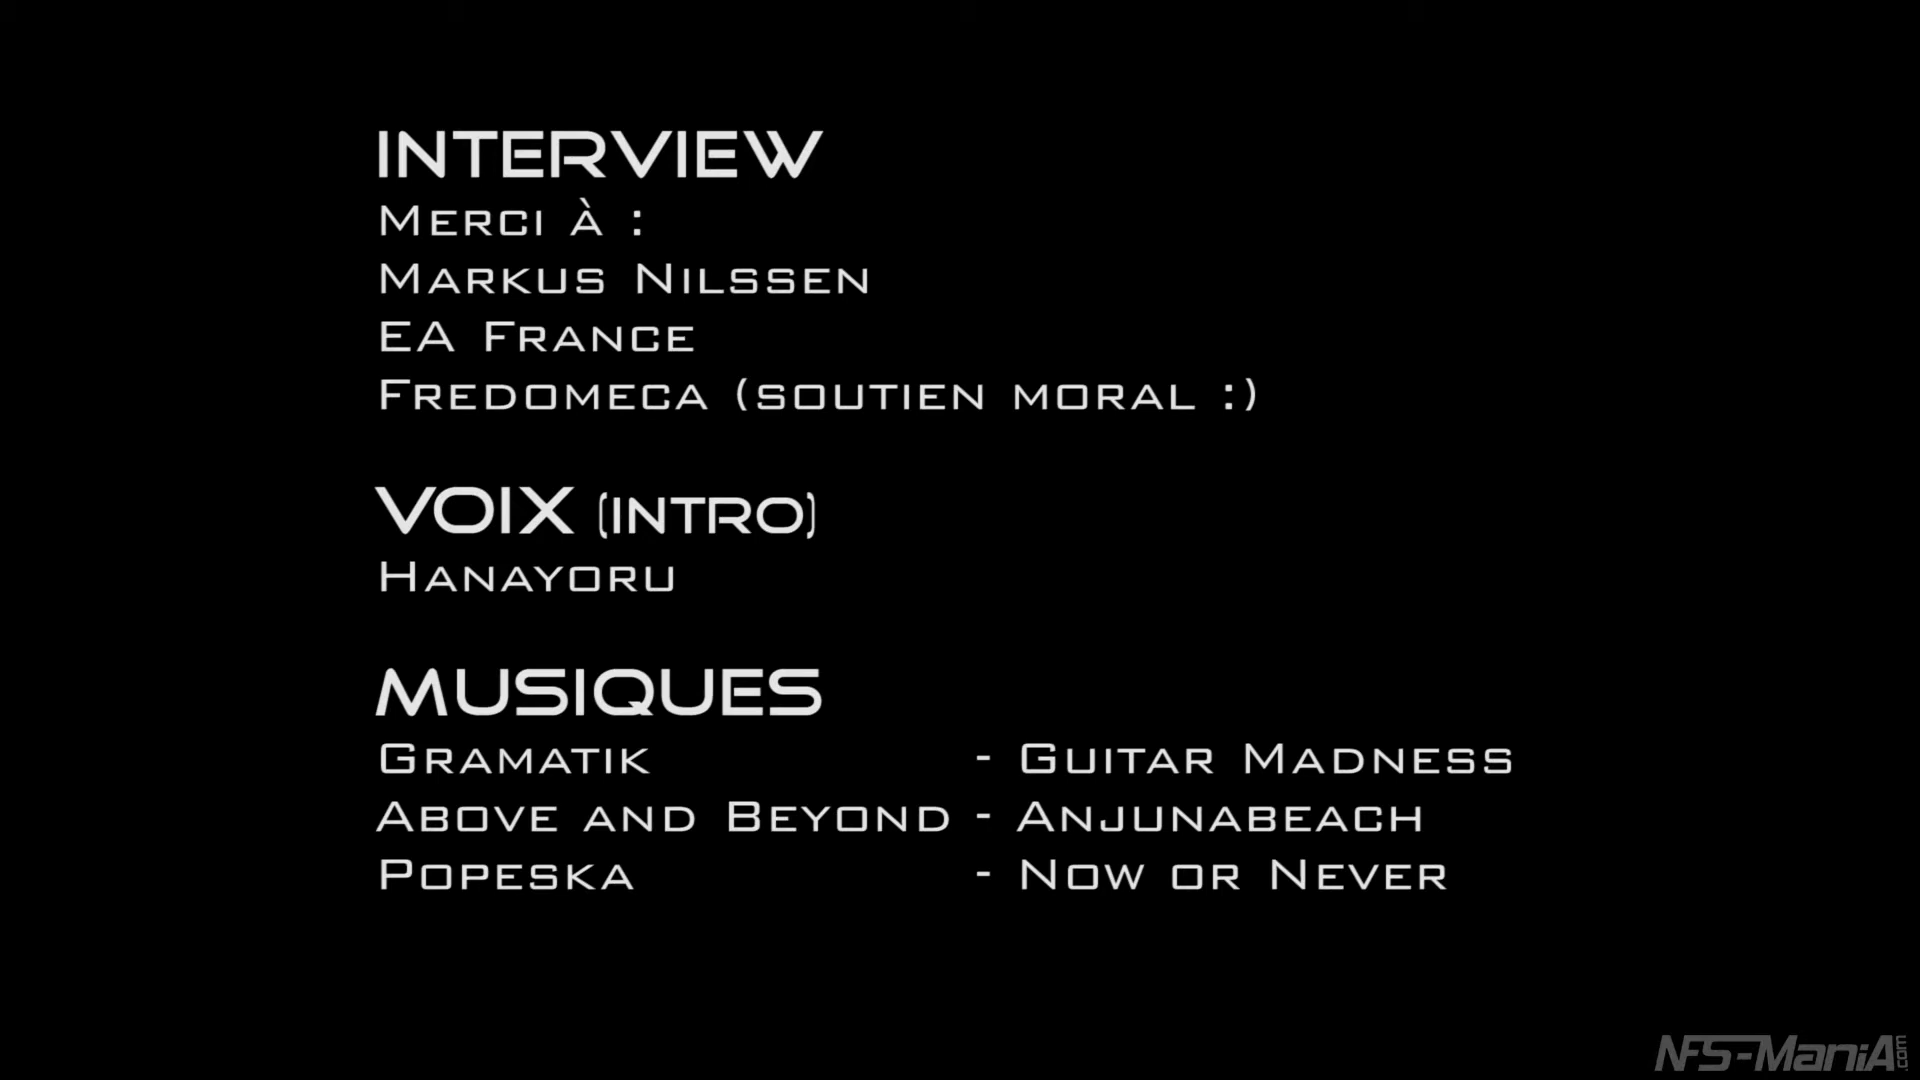 INTERVIEW
MERCI À :
MARKUS NILSSEN
EA FRANCE
FREDOMECA (SOUTIEN MORAL :)
VOIX (INTRO)
HANAYORU
MUSIQUES
GRAMATIK - GUITAR MADNESS
ABOVE AND BEYOND - ANJUNABEACH
POPESKA - NOW OR NEVER
NFS-ManiA.com